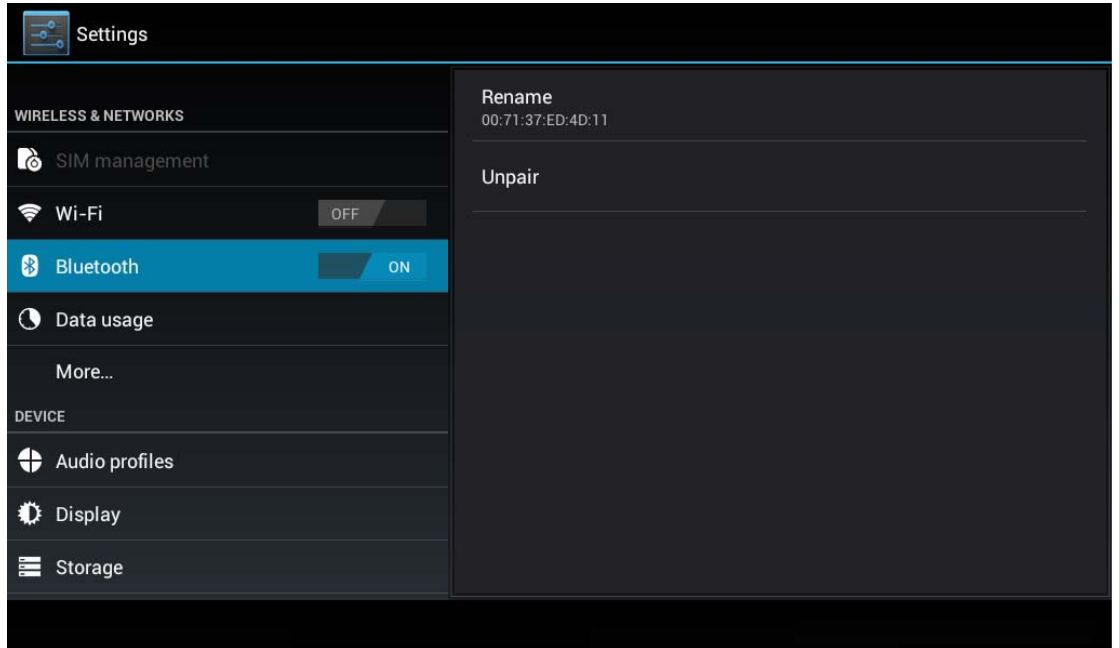 Settings
WIRELESS & NETWORKS
SIM management
Wi-Fi OFF
Bluetooth ON
Data usage
More...
DEVICE
Audio profiles
Display
Storage
Rename
00:71:37:ED:4D:11
Unpair